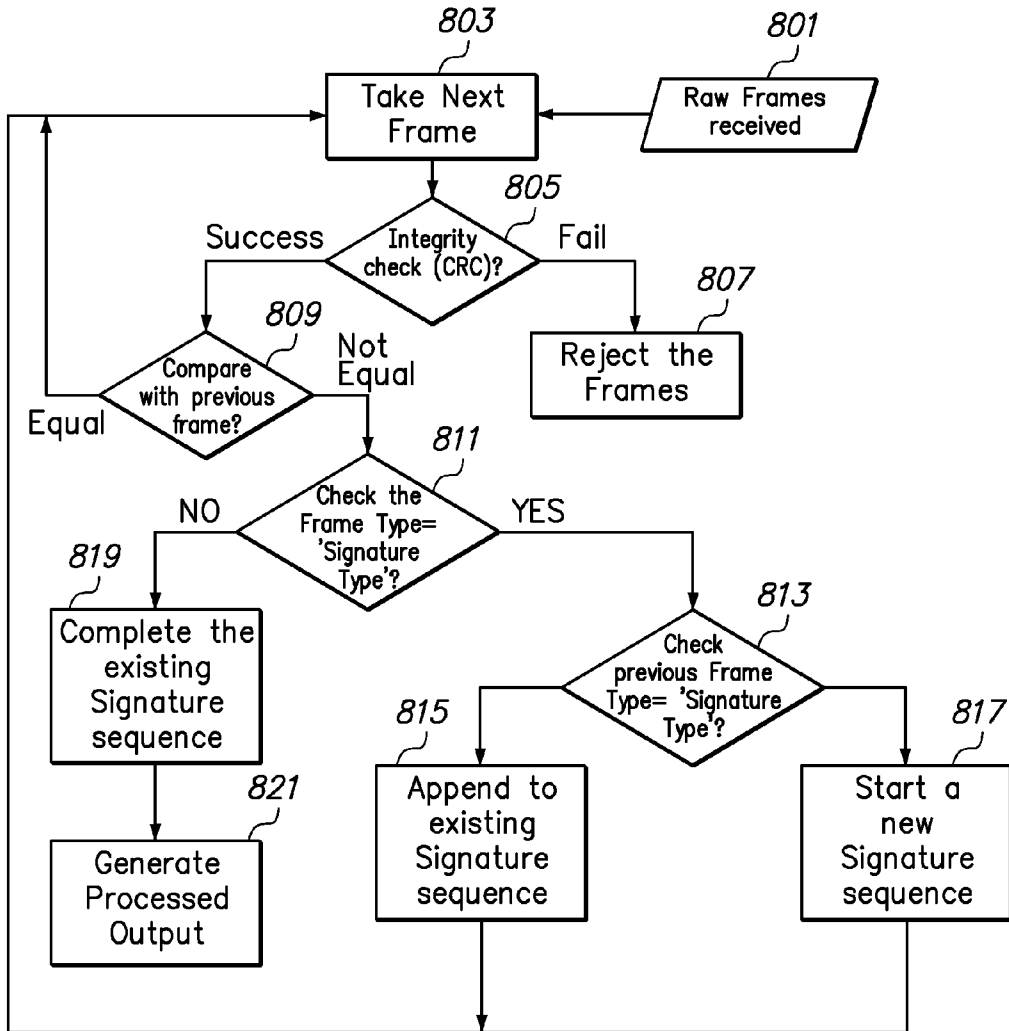 803
801
Take Next
Frame
Raw Frames
received
805
Success
Integrity
check (CRC)?
Fail
807
809
Not
Equal
Compare
with previous
frame?
Reject the
Frames
Equal
811
NO
Check the
Frame Type=
'Signature
Type'?
YES
819
813
Complete the
existing
Signature
sequence
Check
previous Frame
Type= 'Signature
Type'?
815
817
821
Append to
existing
Signature
sequence
Start a
new
Signature
sequence
Generate
Processed
Output